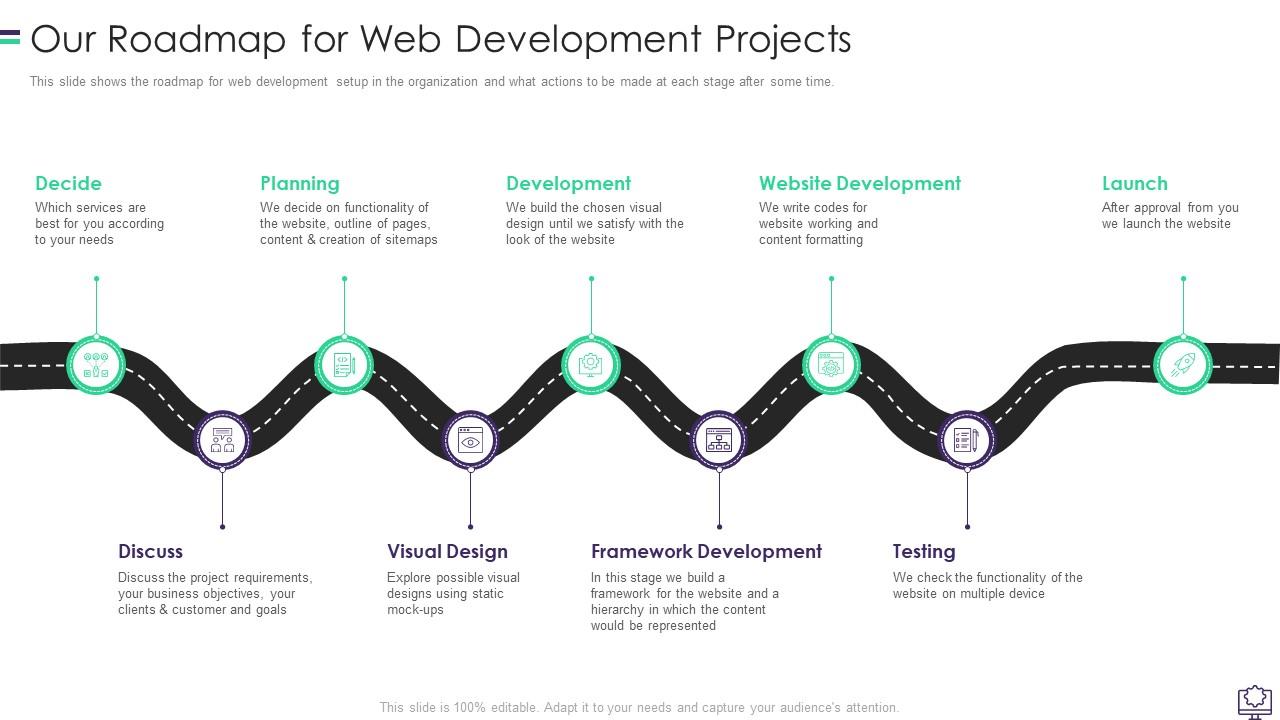 Our Roadmap for Web Development Projects
This slide shows the roadmap for web development setup in the organization and what actions to be made at each stage after some time.
Decide
Which services are
best for you according
to your needs
Planning
We decide on functionality of
the website, outline of pages,
content & creation of sitemaps
Development
We build the chosen visual
design until we satisfy with the
look of the website
Website Development
We write codes for
website working and
content formatting
Launch
After approval from you
we launch the website
Discuss
Discuss the project requirements,
your business objectives, your
clients & customer and goals
Visual Design
Explore possible visual
designs using static
mock-ups
Framework Development
In this stage we build a
framework for the website and a
hierarchy in which the content
would be represented
Testing
We check the functionality of the
website on multiple device
This slide is 100% editable. Adapt it to your needs and capture your audience's attention.